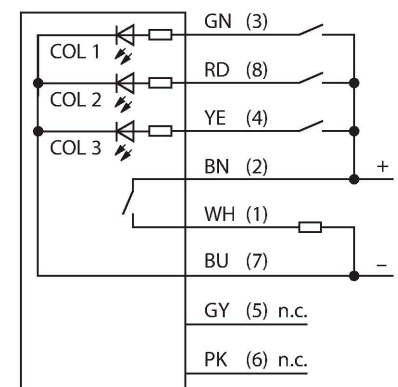 GN (3)
COL 1
RD (8)
COL 2
YE (4)
COL 3
BN (2) +
WH (1)
BU (7) –
GY (5) n.c.
PK (6) n.c.